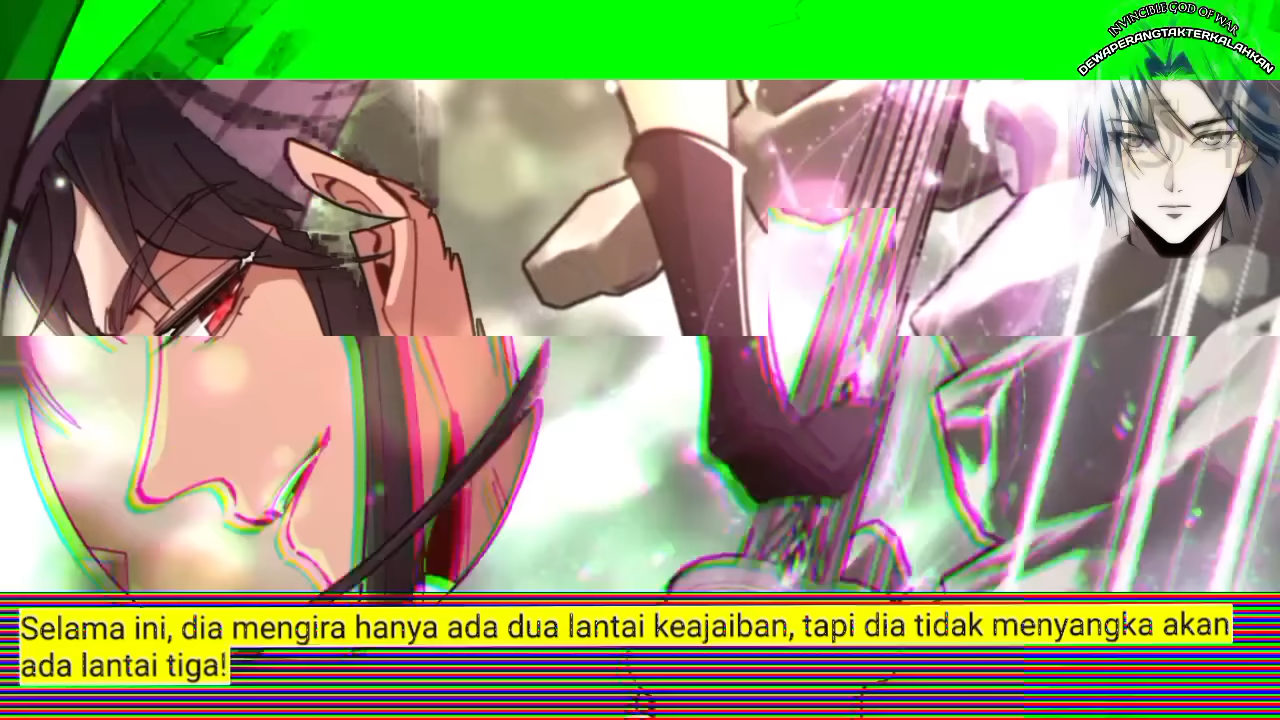 INVINCIBLE GOD OF WAR
DEWAPERANGTAKTERKALAHKAN
Selama ini, dia mengira hanya ada dua lantai keajaiban, tapi dia tidak menyangka akan
ada lantai tiga!